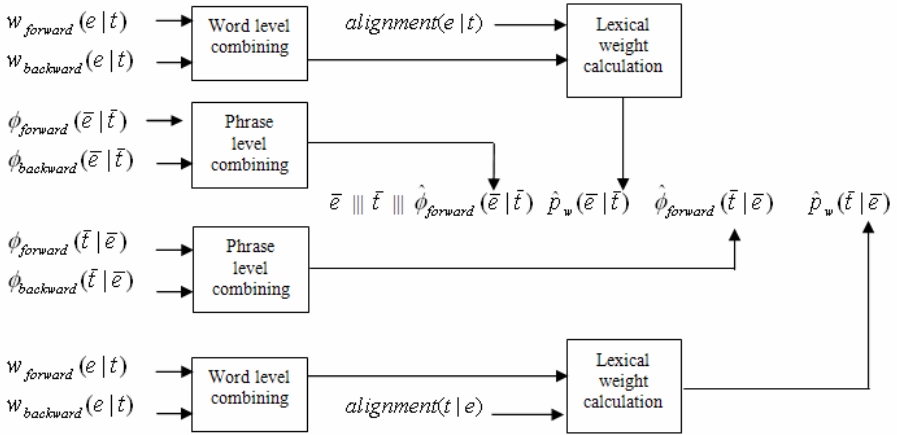 w_forward(e | t)
w_backward(e | t)
Word level
combining
alignment(e | t)
Lexical
weight
calculation
ϕ_forward(ē | t̄)
ϕ_backward(ē | t̄)
Phrase
level
combining
ē ||| t̄ ||| ϕ̂_forward(ē | t̄) p̂_w(ē | t̄) ϕ̂_forward(t̄ | ē) p̂_w(t̄ | ē)
ϕ_forward(t̄ | ē)
ϕ_backward(t̄ | ē)
Phrase
level
combining
w_forward(e | t)
w_backward(e | t)
Word level
combining
alignment(t | e)
Lexical
weight
calculation